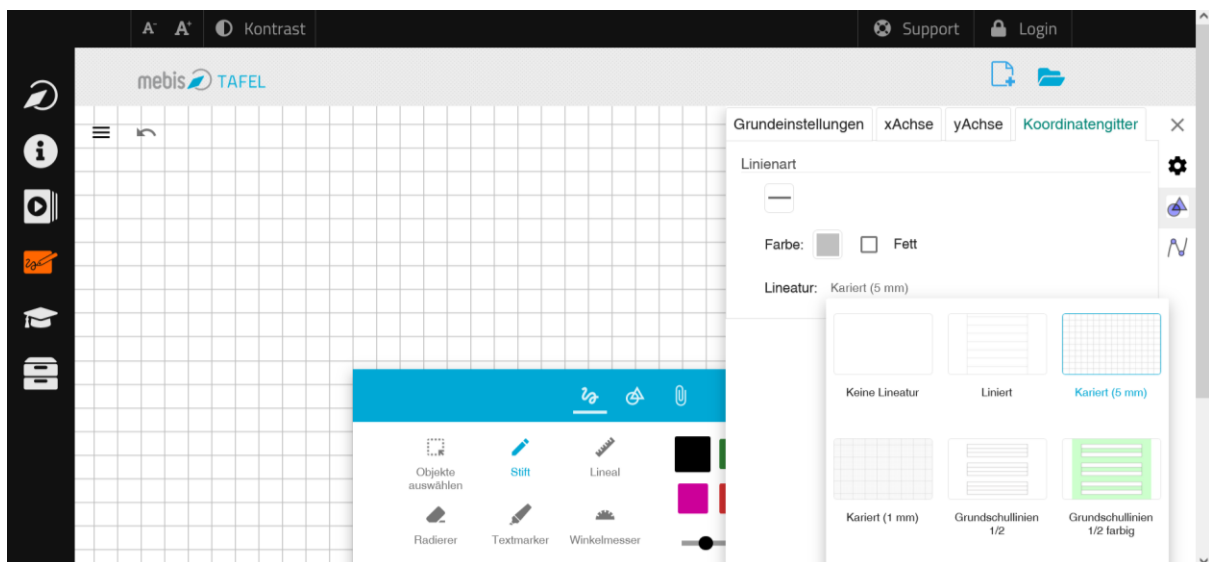 A- A+ Kontrast Support Login
mebis TAFEL
Grundeinstellungen xAchse yAchse Koordinatengitter
Linienart
Farbe: Fett
Lineatur: Kariert (5 mm)
Keine Lineatur Liniert Kariert (5 mm)
Objekte auswählen
Stift
Lineal
Radierer
Textmarker
Winkelmesser
Kariert (1 mm)
Grundschullinien
1/2
Grundschullinien
1/2 farbig